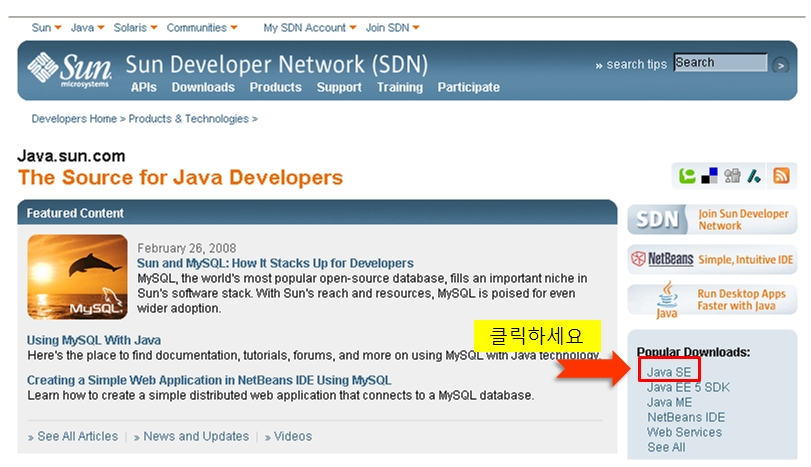 Sun Java Solaris Communities My SDN Account Join SDN
Sun microsystems
Sun Developer Network (SDN)
» search tips Search >
APIs Downloads Products Support Training Participate
Developers Home > Products & Technologies >
Java.sun.com
The Source for Java Developers
Featured Content
February 26, 2008
Sun and MySQL: How It Stacks Up for Developers
MySQL, the world's most popular open-source database, fills an important niche in
Sun's software stack. With Sun's reach and resources, MySQL is poised for even
wider adoption.
MySQL
Using MySQL With Java
Here's the place to find documentation, tutorials, forums, and more on using MySQL with Java technology.
Creating a Simple Web Application in NetBeans IDE Using MySQL
Learn how to create a simple distributed web application that connects to a MySQL database.
» See All Articles | » News and Updates | » Videos
SDN Join Sun Developer
Network
NetBeans Simple, Intuitive IDE
Java Run Desktop Apps
Faster with Java
클릭하세요
Popular Downloads:
Java SE
Java EE 5 SDK
Java ME
NetBeans IDE
Web Services
See All